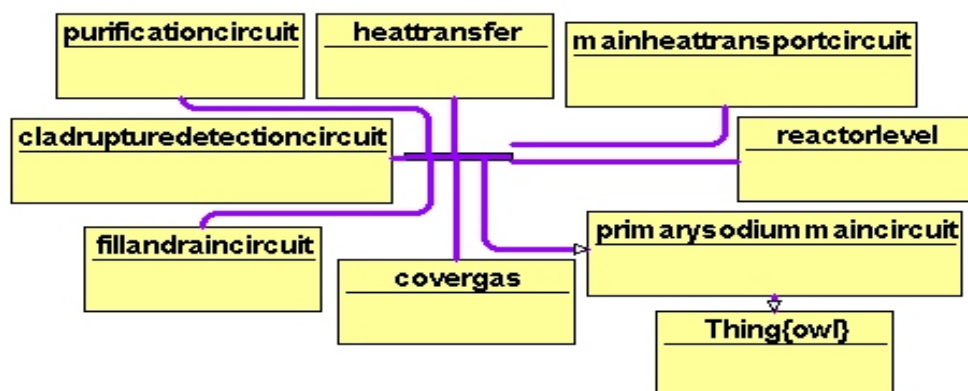 purificationcircuit
heattransfer
mainheattransportcircuit
cladrupturedetectioncircuit
reactorlevel
fillandraincircuit
primarysodiummaincircuit
covergas
Thing{owl}